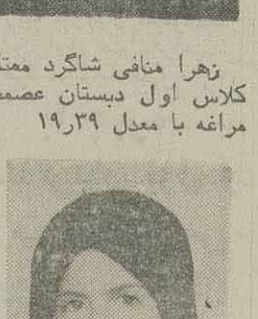 زهرا منافی شاگرد ممتا
کلاس اول دبستان عصم
مراغه با معدل ۱۹٫۳۹